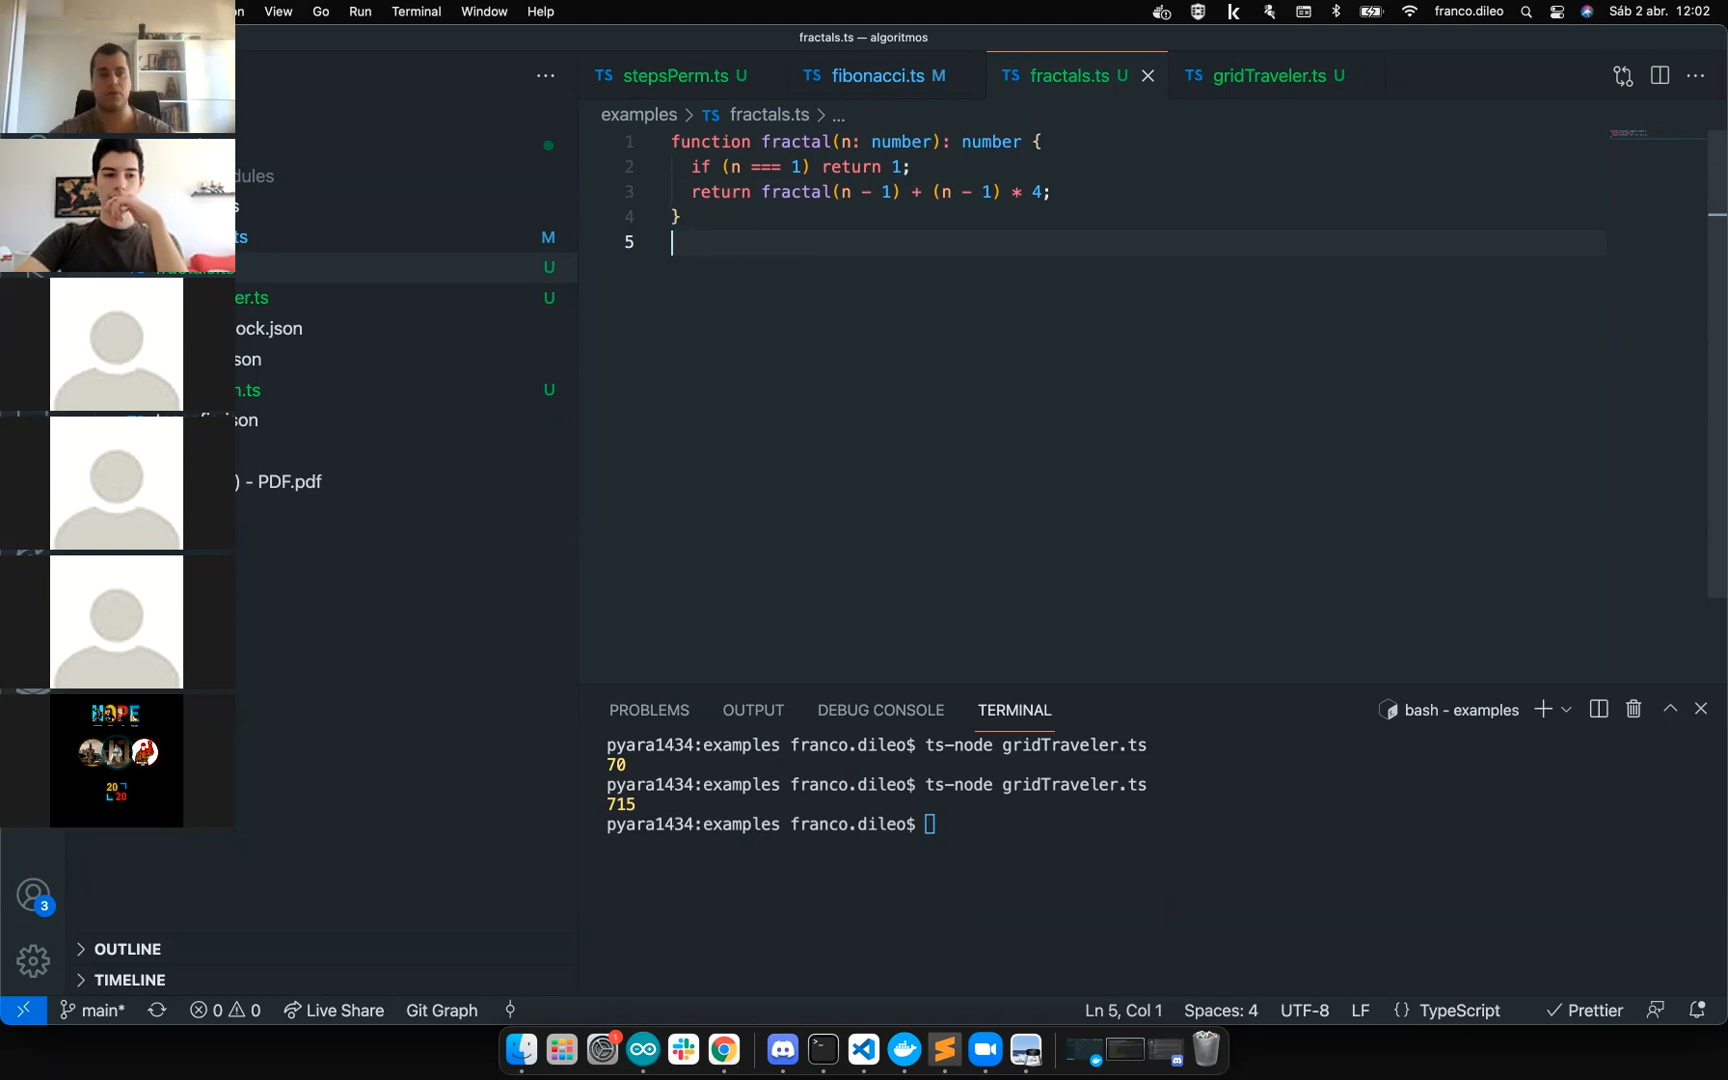 on View Go Run Terminal Window Help franco.dileo Sáb 2 abr. 12:02
fractals.ts — algoritmos
TS stepsPerm.ts U TS fibonacci.ts M TS fractals.ts U TS gridTraveler.ts U
examples > TS fractals.ts > ...
1 function fractal(n: number): number {
2 if (n === 1) return 1;
3 return fractal(n - 1) + (n - 1) * 4;
4 }
5
dules
s
ts M
U
er.ts U
ock.json
son
n.ts U
son
) - PDF.pdf
HOPE
20
20
3
OUTLINE
TIMELINE
PROBLEMS OUTPUT DEBUG CONSOLE TERMINAL bash - examples
pyara1434:examples franco.dileo$ ts-node gridTraveler.ts
70
pyara1434:examples franco.dileo$ ts-node gridTraveler.ts
715
pyara1434:examples franco.dileo$
main* 0 0 Live Share Git Graph Ln 5, Col 1 Spaces: 4 UTF-8 LF {} TypeScript Prettier
1